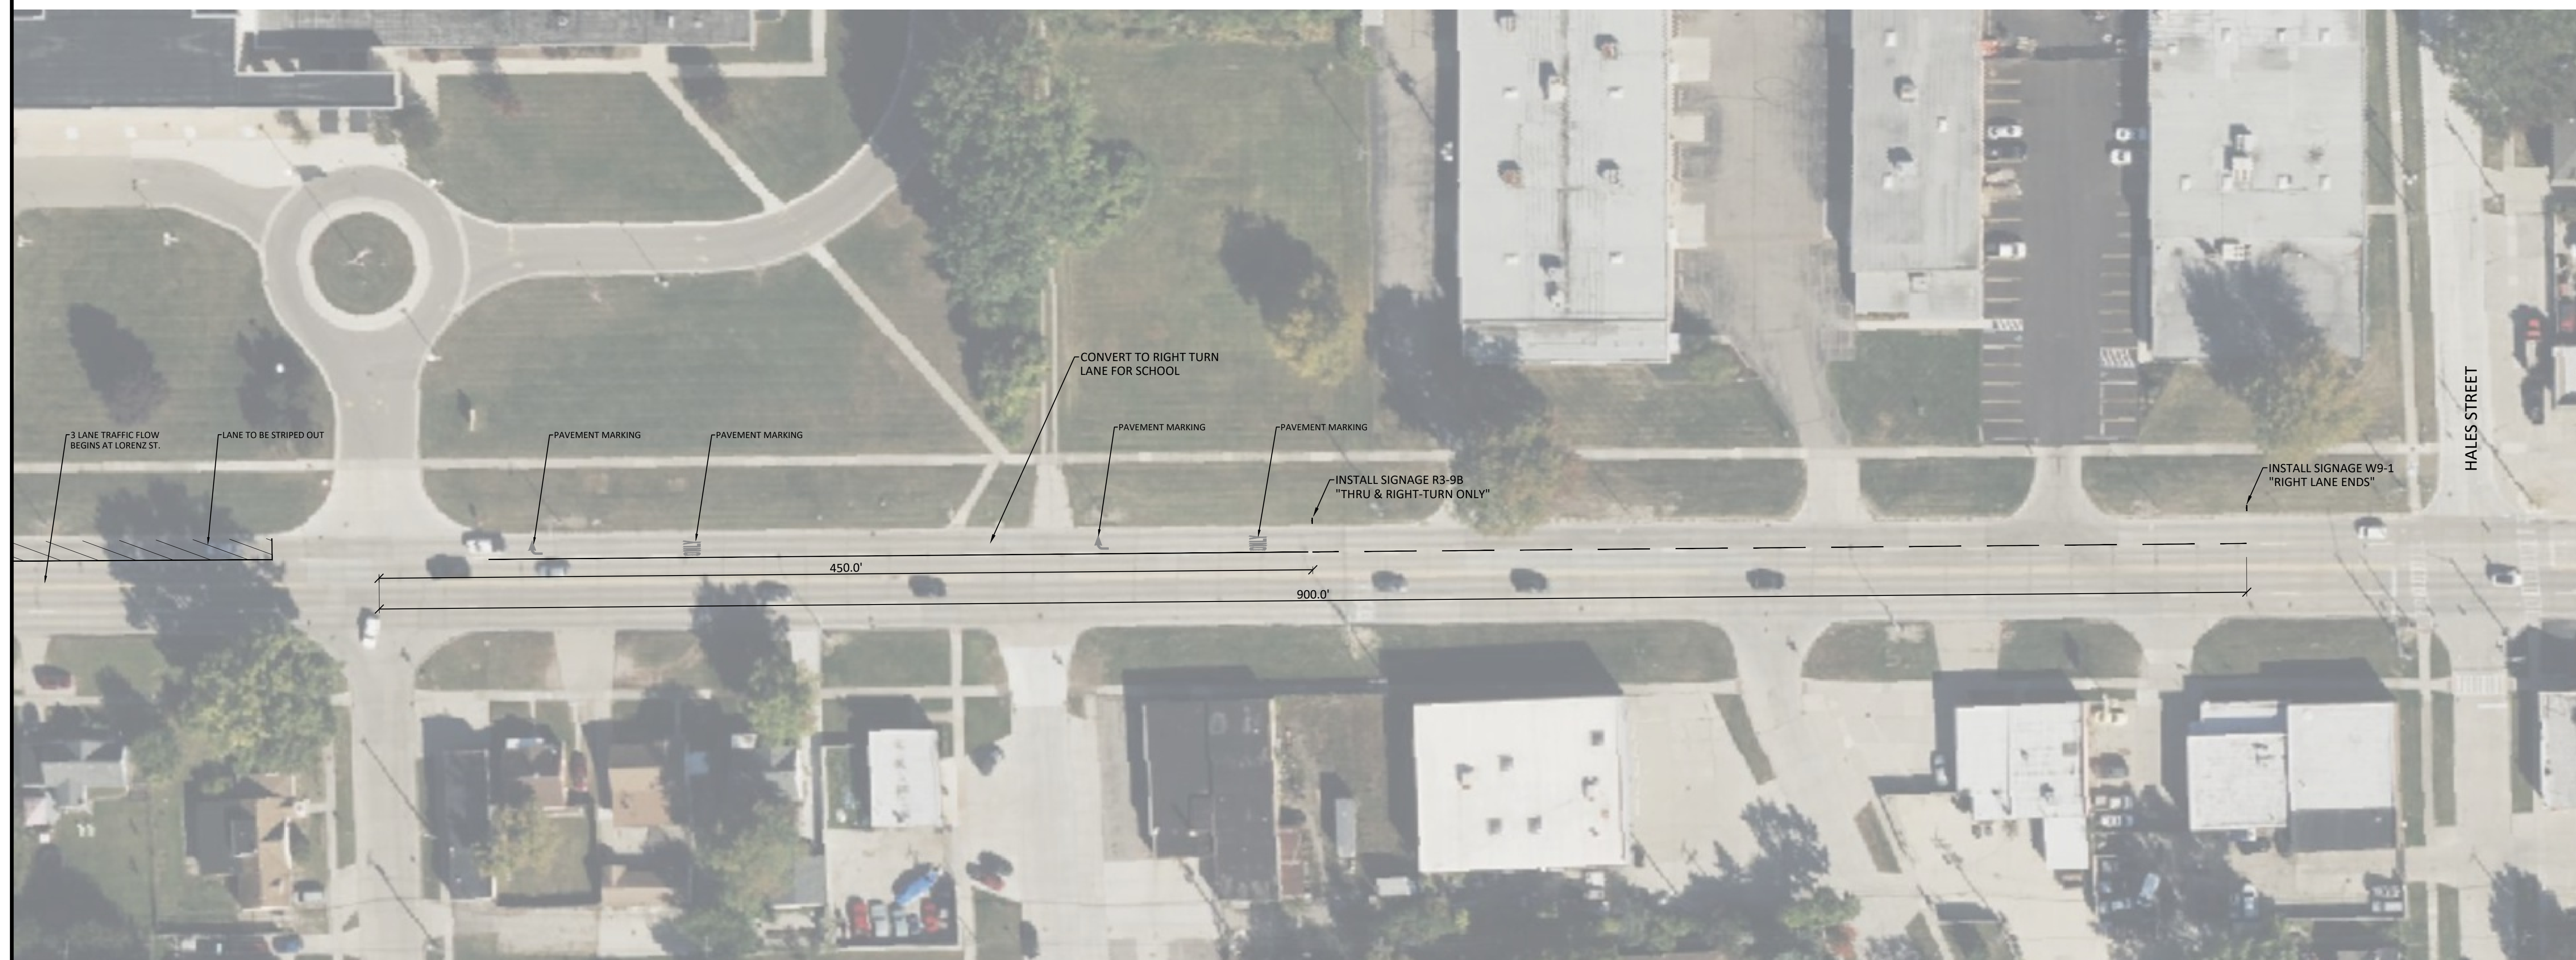 CONVERT TO RIGHT TURN
LANE FOR SCHOOL
3 LANE TRAFFIC FLOW
BEGINS AT LORENZ ST.
LANE TO BE STRIPED OUT
PAVEMENT MARKING
PAVEMENT MARKING
PAVEMENT MARKING
PAVEMENT MARKING
INSTALL SIGNAGE R3-9B
"THRU & RIGHT-TURN ONLY"
INSTALL SIGNAGE W9-1
"RIGHT LANE ENDS"
HALES STREET
ONLY
ONLY
450.0'
900.0'